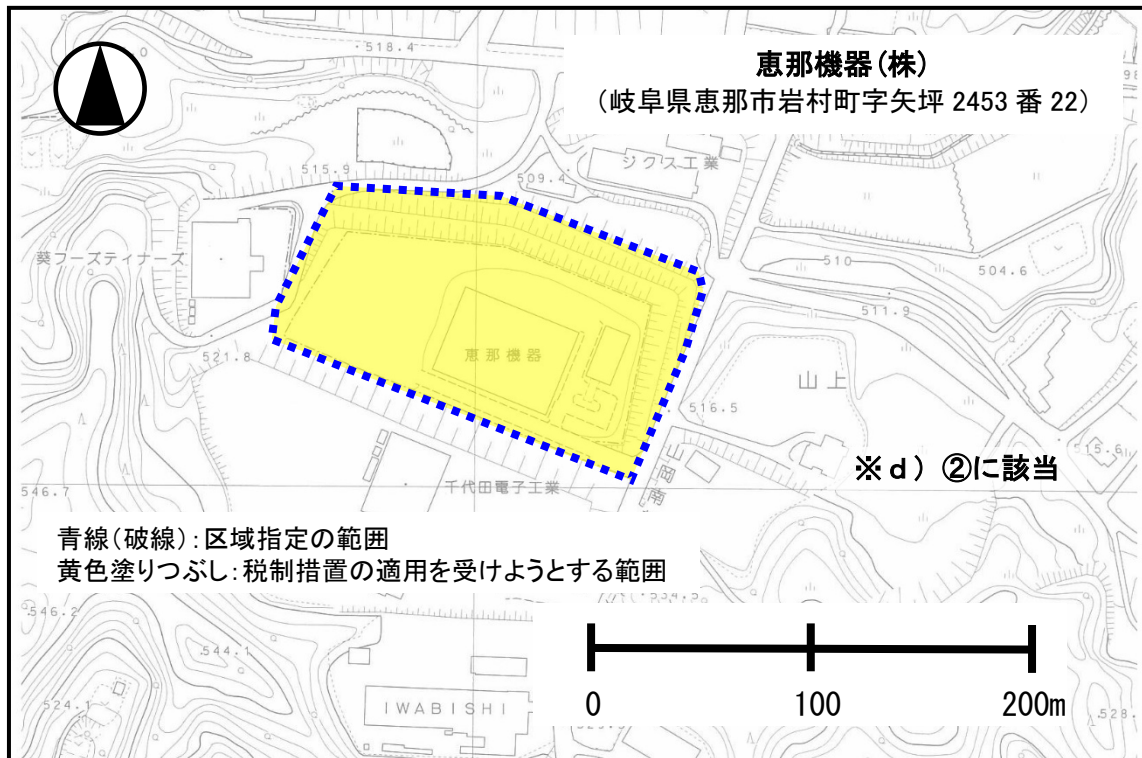 518.4
恵那機器(株)
（岐阜県恵那市岩村町字矢坪 2453 番 22）
515.9
509.4
ジクス工業
葵フーズティナーズ
510
504.6
511.9
恵那機器
521.8
山上
516.5
515.6
※ｄ）②に該当
546.7
千代田電子工業
青線（破線）：区域指定の範囲
黄色塗りつぶし：税制措置の適用を受けようとする範囲
546.2
544.1
524.1
IWABISHI
0 100 200m
528.